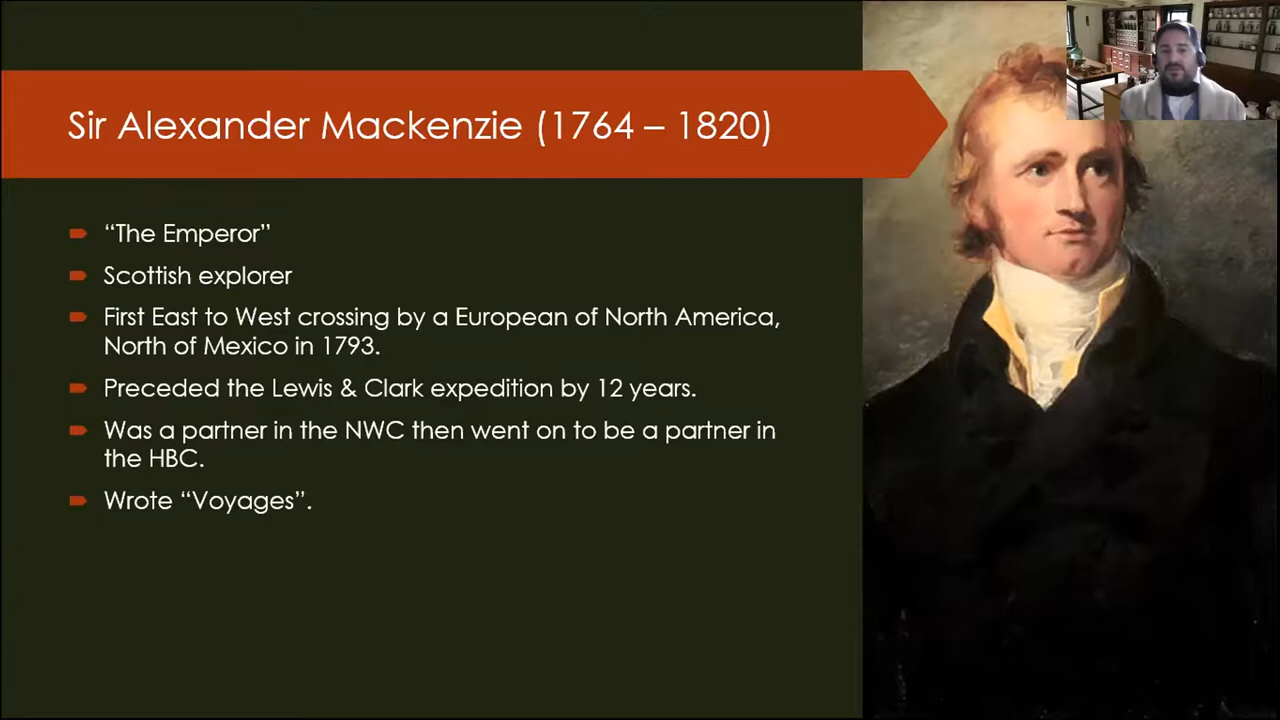 Sir Alexander Mackenzie (1764 – 1820)
“The Emperor”
Scottish explorer
First East to West crossing by a European of North America,
North of Mexico in 1793.
Preceded the Lewis & Clark expedition by 12 years.
Was a partner in the NWC then went on to be a partner in
the HBC.
Wrote “Voyages”.